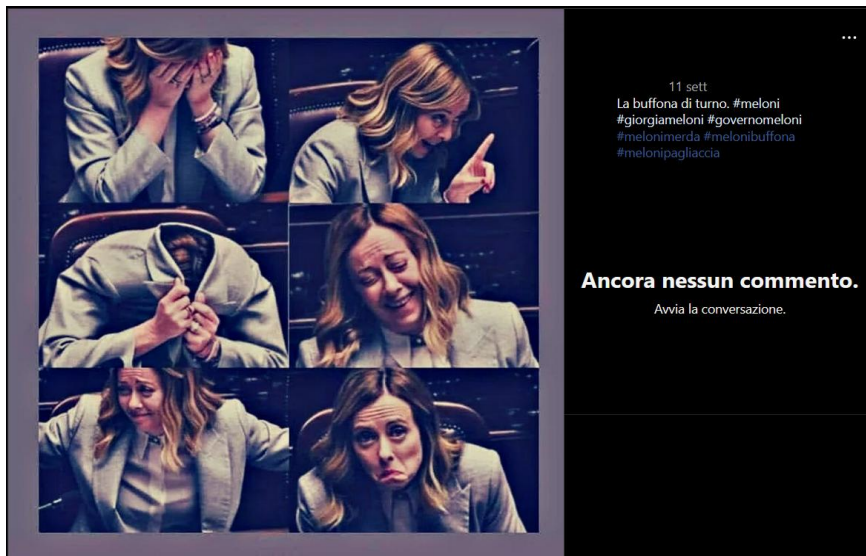 ...
11 sett
La buffona di turno. #meloni
#giorgiameloni #governomeloni
#melonimerda #melonibuffona
#melonipagliaccia
Ancora nessun commento.
Avvia la conversazione.